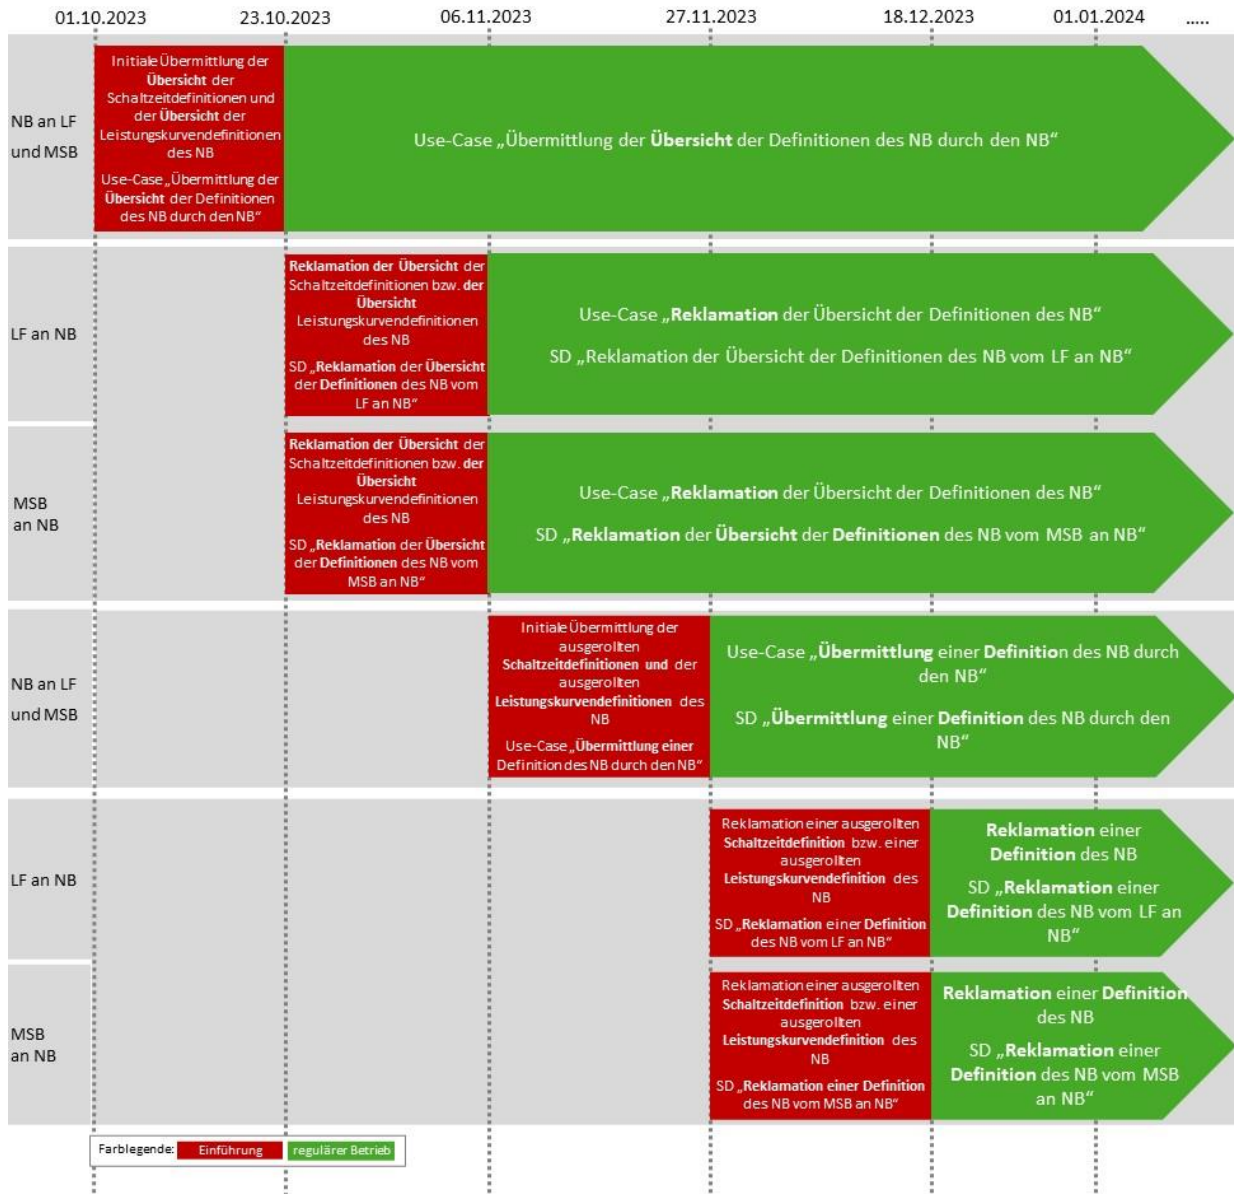 01.10.2023 23.10.2023 06.11.2023 27.11.2023 18.12.2023 01.01.2024 .....
NB an LF
und MSB
Initiale Übermittlung der
Übersicht der
Schaltzeitdefinitionen und
der Übersicht der
Leistungskurvendefinitionen
des NB
Use-Case „Übermittlung der
Übersicht der Definitionen
des NB durch den NB“
Use-Case „Übermittlung der Übersicht der Definitionen des NB durch den NB“
LF an NB
Reklamation der Übersicht der
Schaltzeitdefinitionen bzw. der
Übersicht
Leistungskurvendefinitionen
des NB
SD „Reklamation der Übersicht
der Definitionen des NB vom
LF an NB“
Use-Case „Reklamation der Übersicht der Definitionen des NB“
SD „Reklamation der Übersicht der Definitionen des NB vom LF an NB“
MSB
an NB
Reklamation der Übersicht der
Schaltzeitdefinitionen bzw. der
Übersicht
Leistungskurvendefinitionen
des NB
SD „Reklamation der Übersicht
der Definitionen des NB vom
MSB an NB“
Use-Case „Reklamation der Übersicht der Definitionen des NB“
SD „Reklamation der Übersicht der Definitionen des NB vom MSB an NB“
NB an LF
und MSB
Initiale Übermittlung der
ausgerollten
Schaltzeitdefinitionen und der
ausgerollten
Leistungskurvendefinitionen des
NB
Use-Case „Übermittlung einer
Definition des NB durch den NB“
Use-Case „Übermittlung einer Definition des NB durch
den NB“
SD „Übermittlung einer Definition des NB durch den
NB“
LF an NB
Reklamation einer ausgerollten
Schaltzeitdefinition bzw. einer
ausgerollten
Leistungskurvendefinition des
NB
SD „Reklamation einer Definition
des NB vom LF an NB“
Reklamation einer
Definition des NB
SD „Reklamation einer
Definition des NB vom LF an
NB“
MSB
an NB
Reklamation einer ausgerollten
Schaltzeitdefinition bzw. einer
ausgerollten
Leistungskurvendefinition des
NB
SD „Reklamation einer Definition
des NB vom MSB an NB“
Reklamation einer Definition
des NB
SD „Reklamation einer
Definition des NB vom MSB
an NB“
Farblegende: Einführung regulärer Betrieb